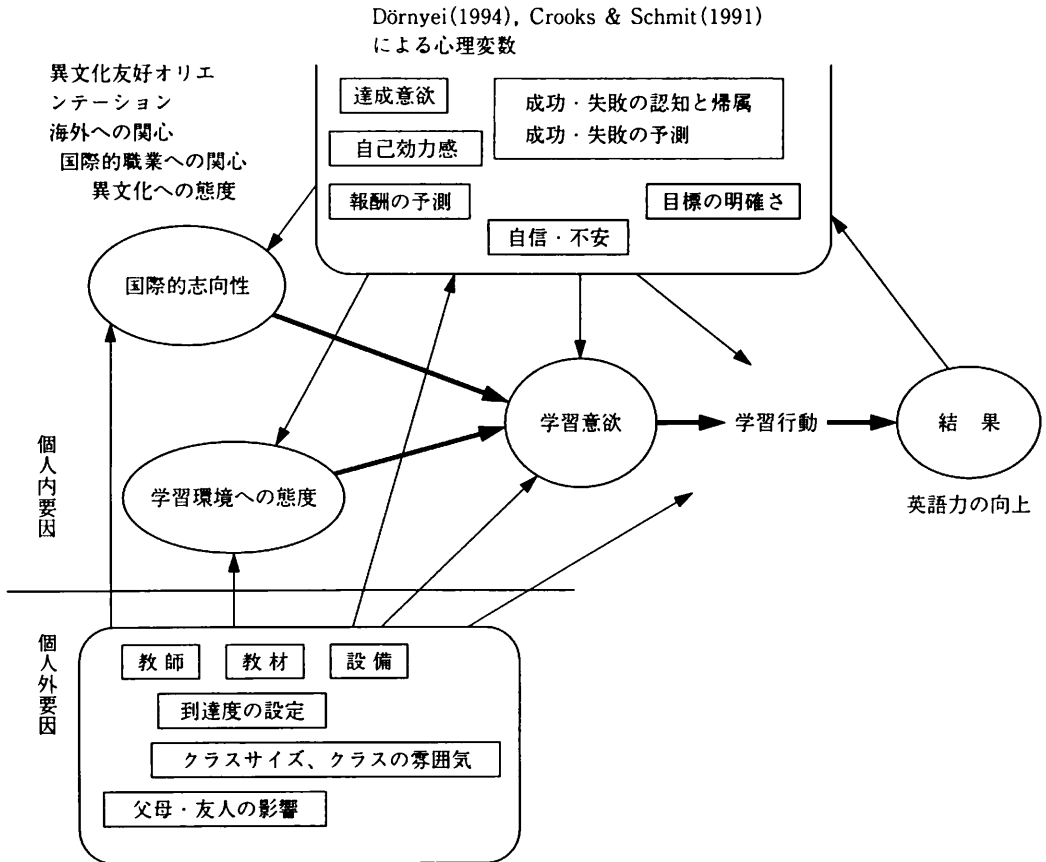 Dörnyei(1994), Crooks & Schmit(1991)
による心理変数
異文化友好オリエ
ンテーション
海外への関心
国際的職業への関心
異文化への態度
達成意欲
成功・失敗の認知と帰属
成功・失敗の予測
自己効力感
報酬の予測
目標の明確さ
自信・不安
国際的志向性
学習意欲
学習行動
結 果
英語力の向上
学習環境への態度
個人内要因
個人外要因
教師
教材
設備
到達度の設定
クラスサイズ、クラスの雰囲気
父母・友人の影響